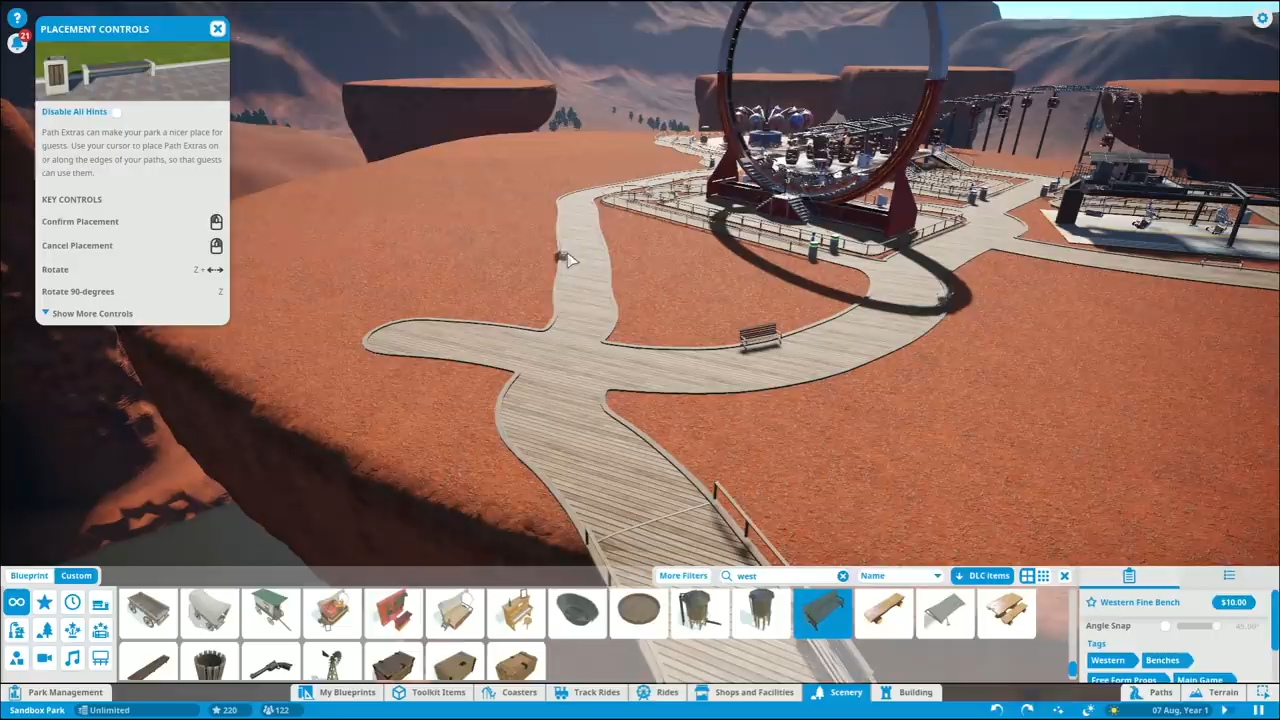 ?
21
PLACEMENT CONTROLS
Disable All Hints
Path Extras can make your park a nicer place for
guests. Use your cursor to place Path Extras on
or along the edges of your paths, so that guests
can use them.
KEY CONTROLS
Confirm Placement
Cancel Placement
Rotate
Z +
Rotate 90-degrees
Z
Show More Controls
Blueprint
Custom
More Filters
west
Name
DLC items
Western Fine Bench
$10.00
Angle Snap
45.00°
Tags
Western
Benches
Free Form Props
Main Game
Park Management
My Blueprints
Toolkit Items
Coasters
Track Rides
Rides
Shops and Facilities
Scenery
Building
Paths
Terrain
Sandbox Park
Unlimited
220
122
07 Aug, Year 1